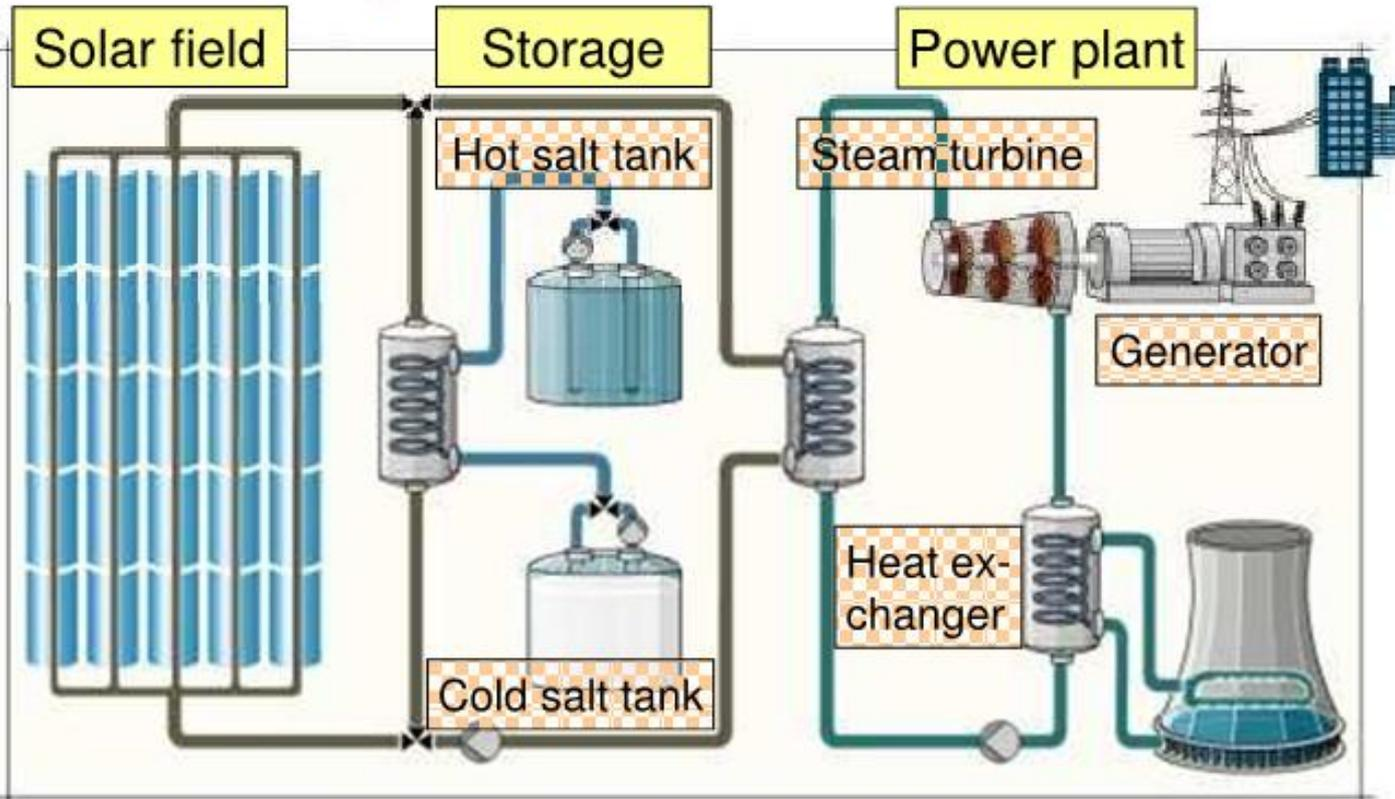 Solar field
Storage
Power plant
Hot salt tank
Steam turbine
Generator
Heat ex-
changer
Cold salt tank